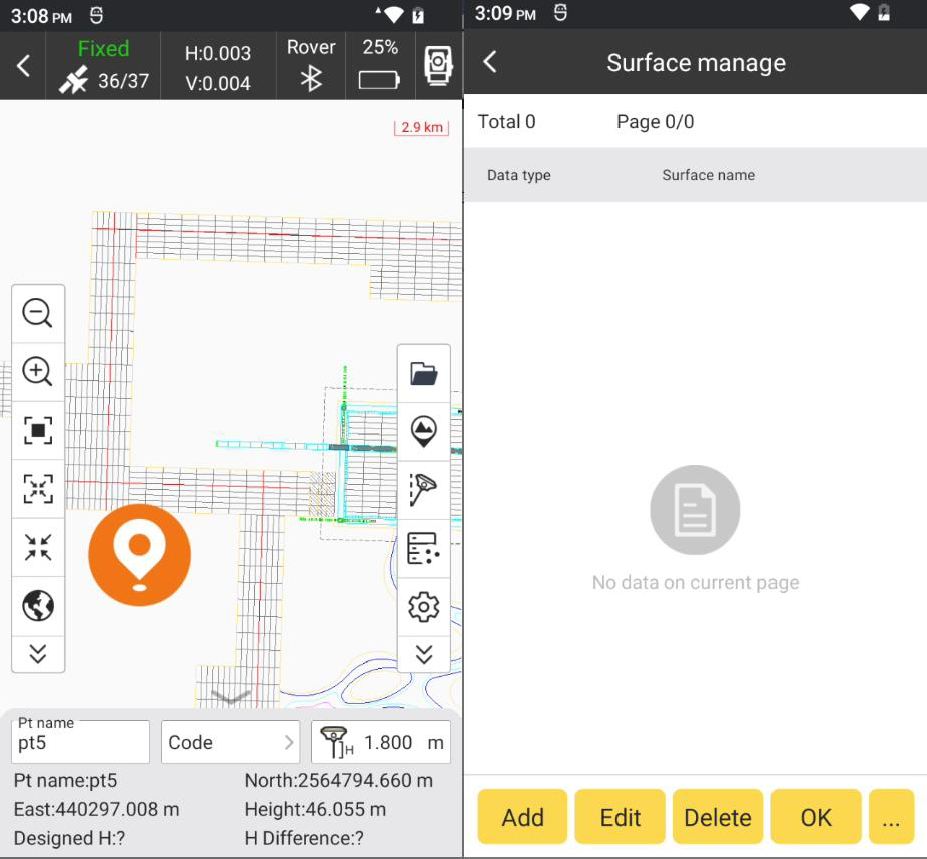 3:08 PM
Fixed
36/37
H:0.003
V:0.004
Rover
25%
2.9 km
Pt name
pt5
Code
H
1.800 m
Pt name:pt5
North:2564794.660 m
East:440297.008 m
Height:46.055 m
Designed H:?
H Difference:?
3:09 PM
Surface manage
Total 0
Page 0/0
Data type
Surface name
No data on current page
Add
Edit
Delete
OK
...